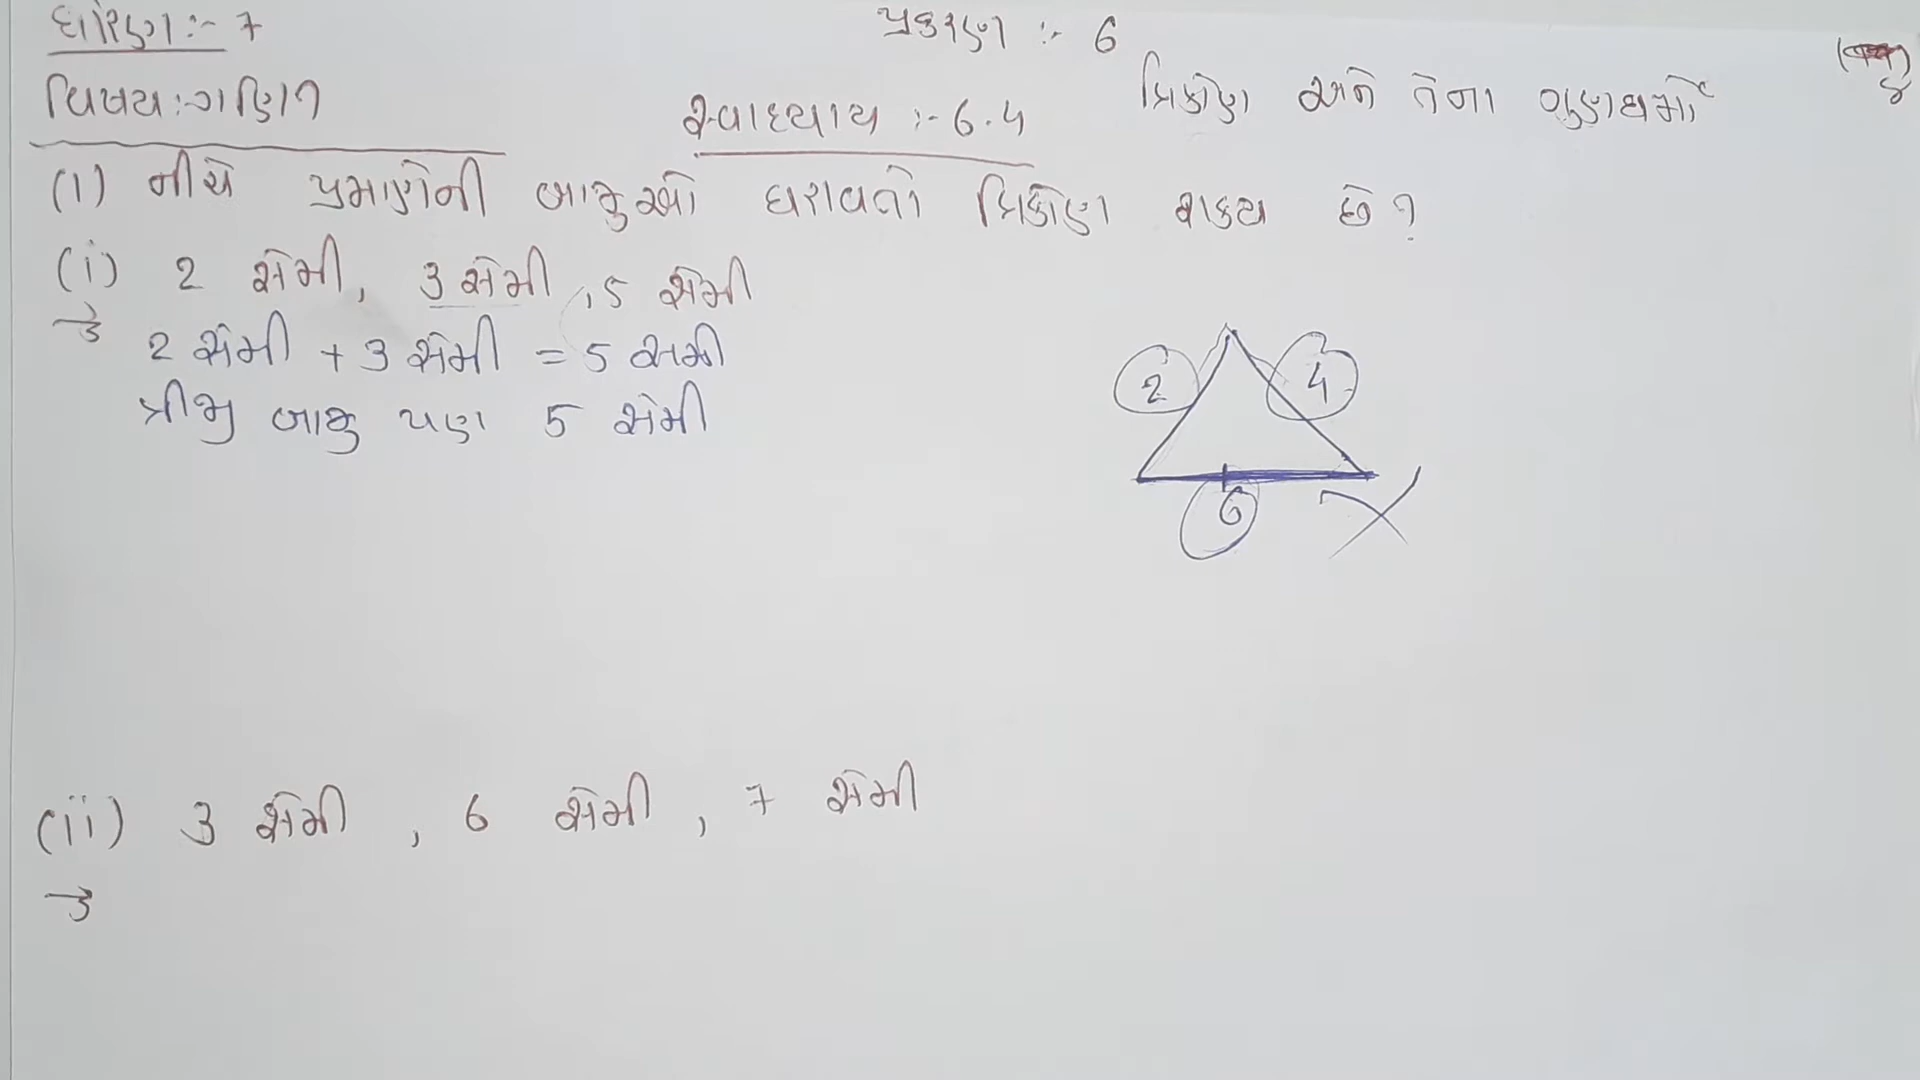 ધોરણ :- 7
પ્રકરણ :- 6
વિષય :- ગણિત
ત્રિકોણ અને તેના ગુણધર્મો
સ્વાધ્યાય :- 6.4
(1) નીચે પ્રમાણેની બાજુઓ ધરાવતો ત્રિકોણ શક્ય છે ?
(i) 2 સેમી, 3 સેમી, 5 સેમી
→ 2 સેમી + 3 સેમી = 5 સેમી
ત્રીજી બાજુ પણ 5 સેમી
2 4
6
(ii) 3 સેમી , 6 સેમી , 7 સેમી
→